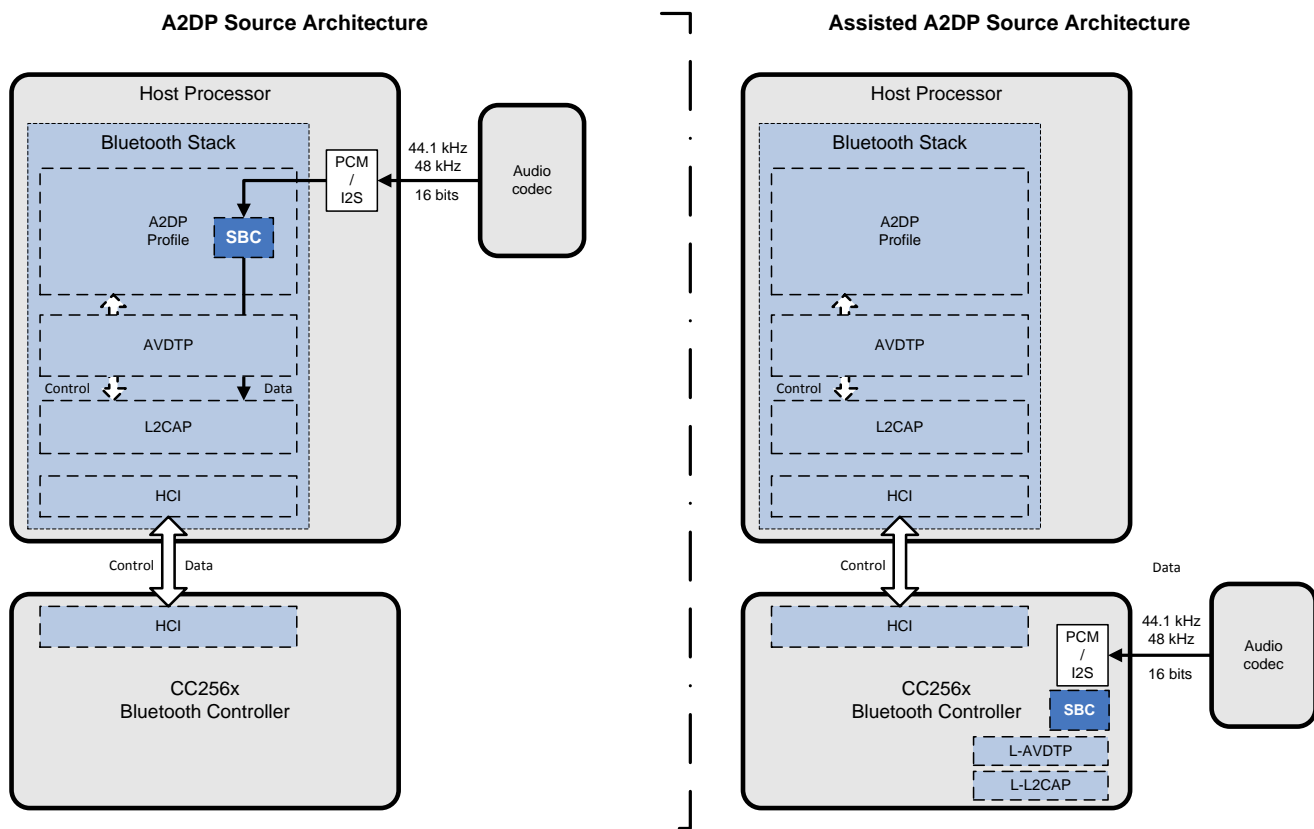 A2DP Source Architecture
Host Processor
Bluetooth Stack
A2DP
Profile
SBC
PCM
/
I2S
44.1 kHz
48 kHz
16 bits
Audio
codec
AVDTP
Control
Data
L2CAP
HCI
Control
Data
HCI
CC256x
Bluetooth Controller
Assisted A2DP Source Architecture
Host Processor
Bluetooth Stack
A2DP
Profile
AVDTP
Control
L2CAP
HCI
Control
Data
HCI
PCM
/
I2S
44.1 kHz
48 kHz
16 bits
Audio
codec
CC256x
Bluetooth Controller
SBC
L-AVDTP
L-L2CAP